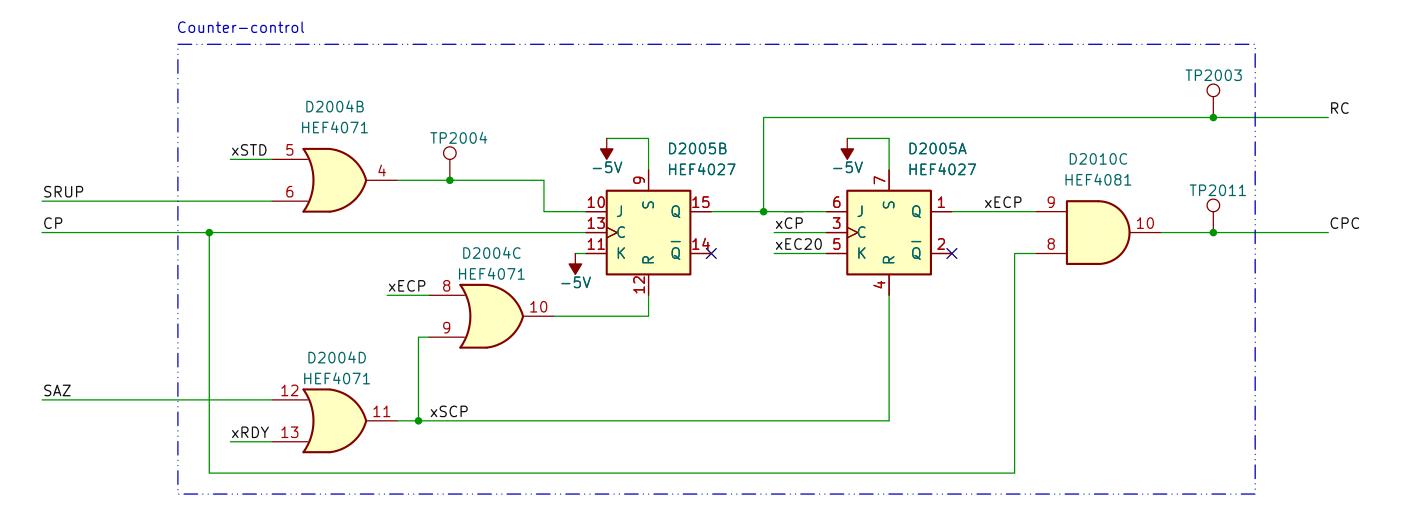 Counter-control
TP2003
RC
D2004B
HEF4071
xSTD
5
6
4
TP2004
SRUP
CP
D2005B
HEF4027
-5V
9
10
13
11
J
C
K
S
R
Q
Q
15
14
12
-5V
D2005A
HEF4027
-5V
7
6
3
5
xCP
xEC20
J
C
K
S
R
Q
Q
1
2
4
xECP
D2010C
HEF4081
9
8
10
TP2011
CPC
D2004C
HEF4071
xECP
8
9
10
D2004D
HEF4071
SAZ
12
xRDY
13
11
xSCP